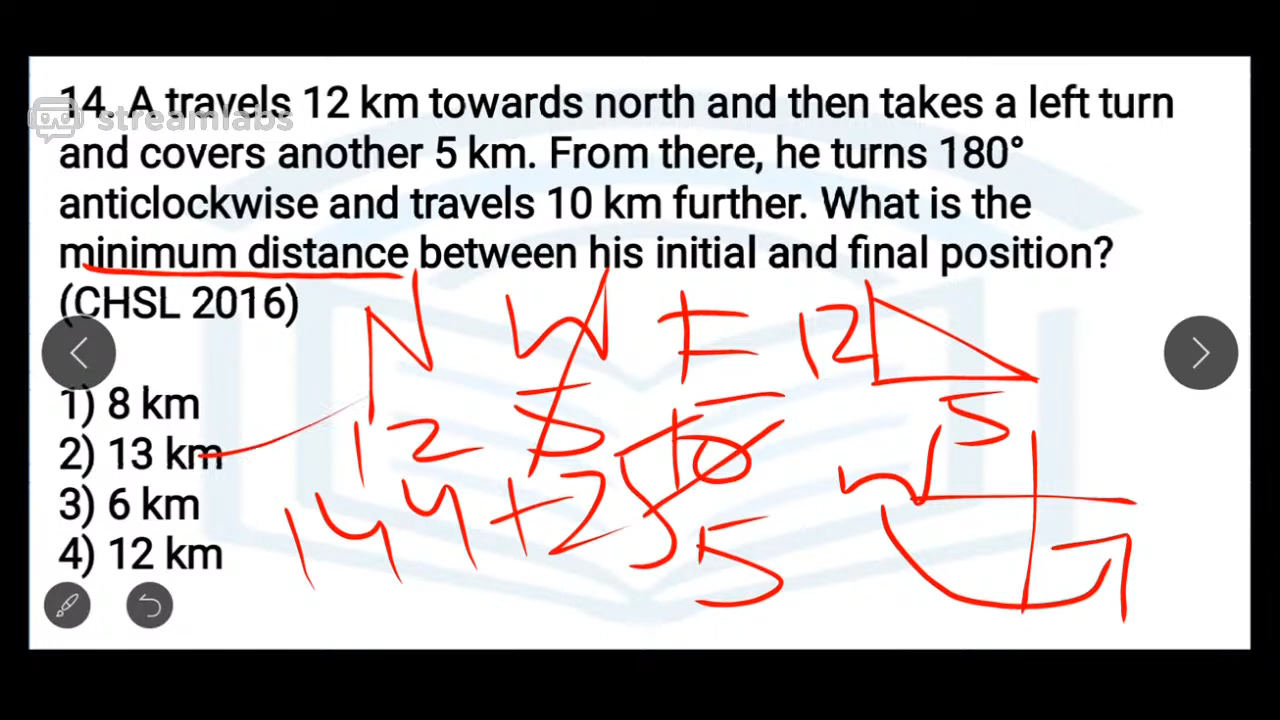 14. A travels 12 km towards north and then takes a left turn
streamlabs
and covers another 5 km. From there, he turns 180°
anticlockwise and travels 10 km further. What is the
minimum distance between his initial and final position?
(CHSL 2016)
N W E 12
1) 8 km
12 5 10 5
2) 13 km
W
144 + 25
3) 6 km
5
4) 12 km